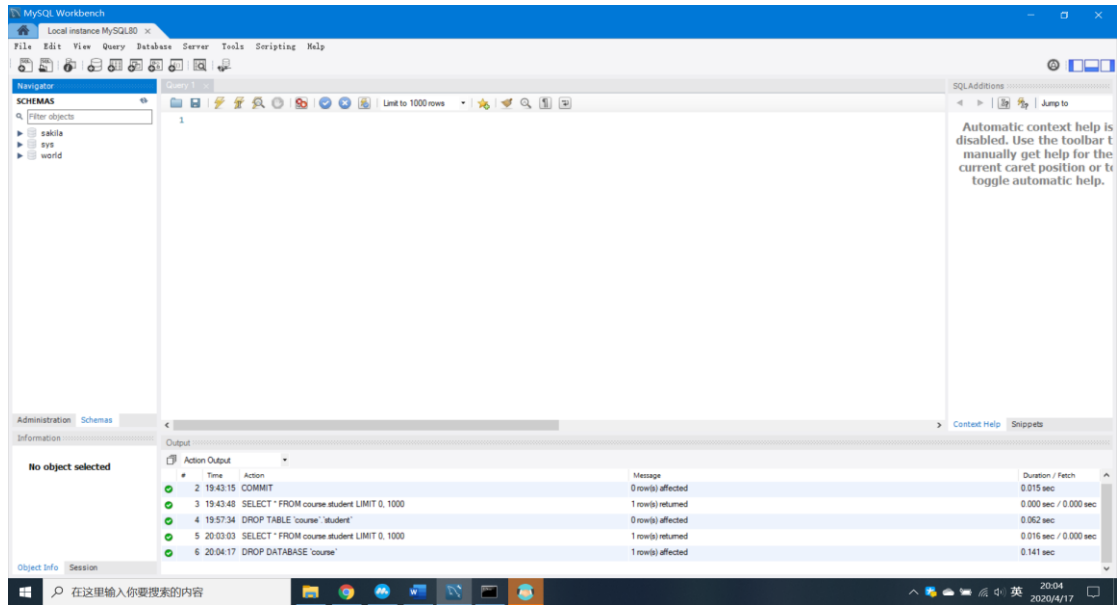 MySQL Workbench
Local instance MySQL80
File Edit View Query Database Server Tools Scripting Help
Navigator
Query 1
SQLAdditions
SCHEMAS
Limit to 1000 rows
Jump to
Filter objects
1
sakila
sys
world
Automatic context help is
disabled. Use the toolbar t
manually get help for the
current caret position or to
toggle automatic help.
Administration Schemas
Context Help Snippets
Information
Output
No object selected
Action Output
# Time Action Message Duration / Fetch
2 19:43:15 COMMIT 0 row(s) affected 0.015 sec
3 19:43:48 SELECT * FROM course.student LIMIT 0, 1000 1 row(s) returned 0.000 sec / 0.000 sec
4 19:57:34 DROP TABLE `course`.`student` 0 row(s) affected 0.062 sec
5 20:03:03 SELECT * FROM course.student LIMIT 0, 1000 1 row(s) returned 0.016 sec / 0.000 sec
6 20:04:17 DROP DATABASE `course` 1 row(s) affected 0.141 sec
Object Info Session
在这里输入你要搜索的内容
英
20:04
2020/4/17